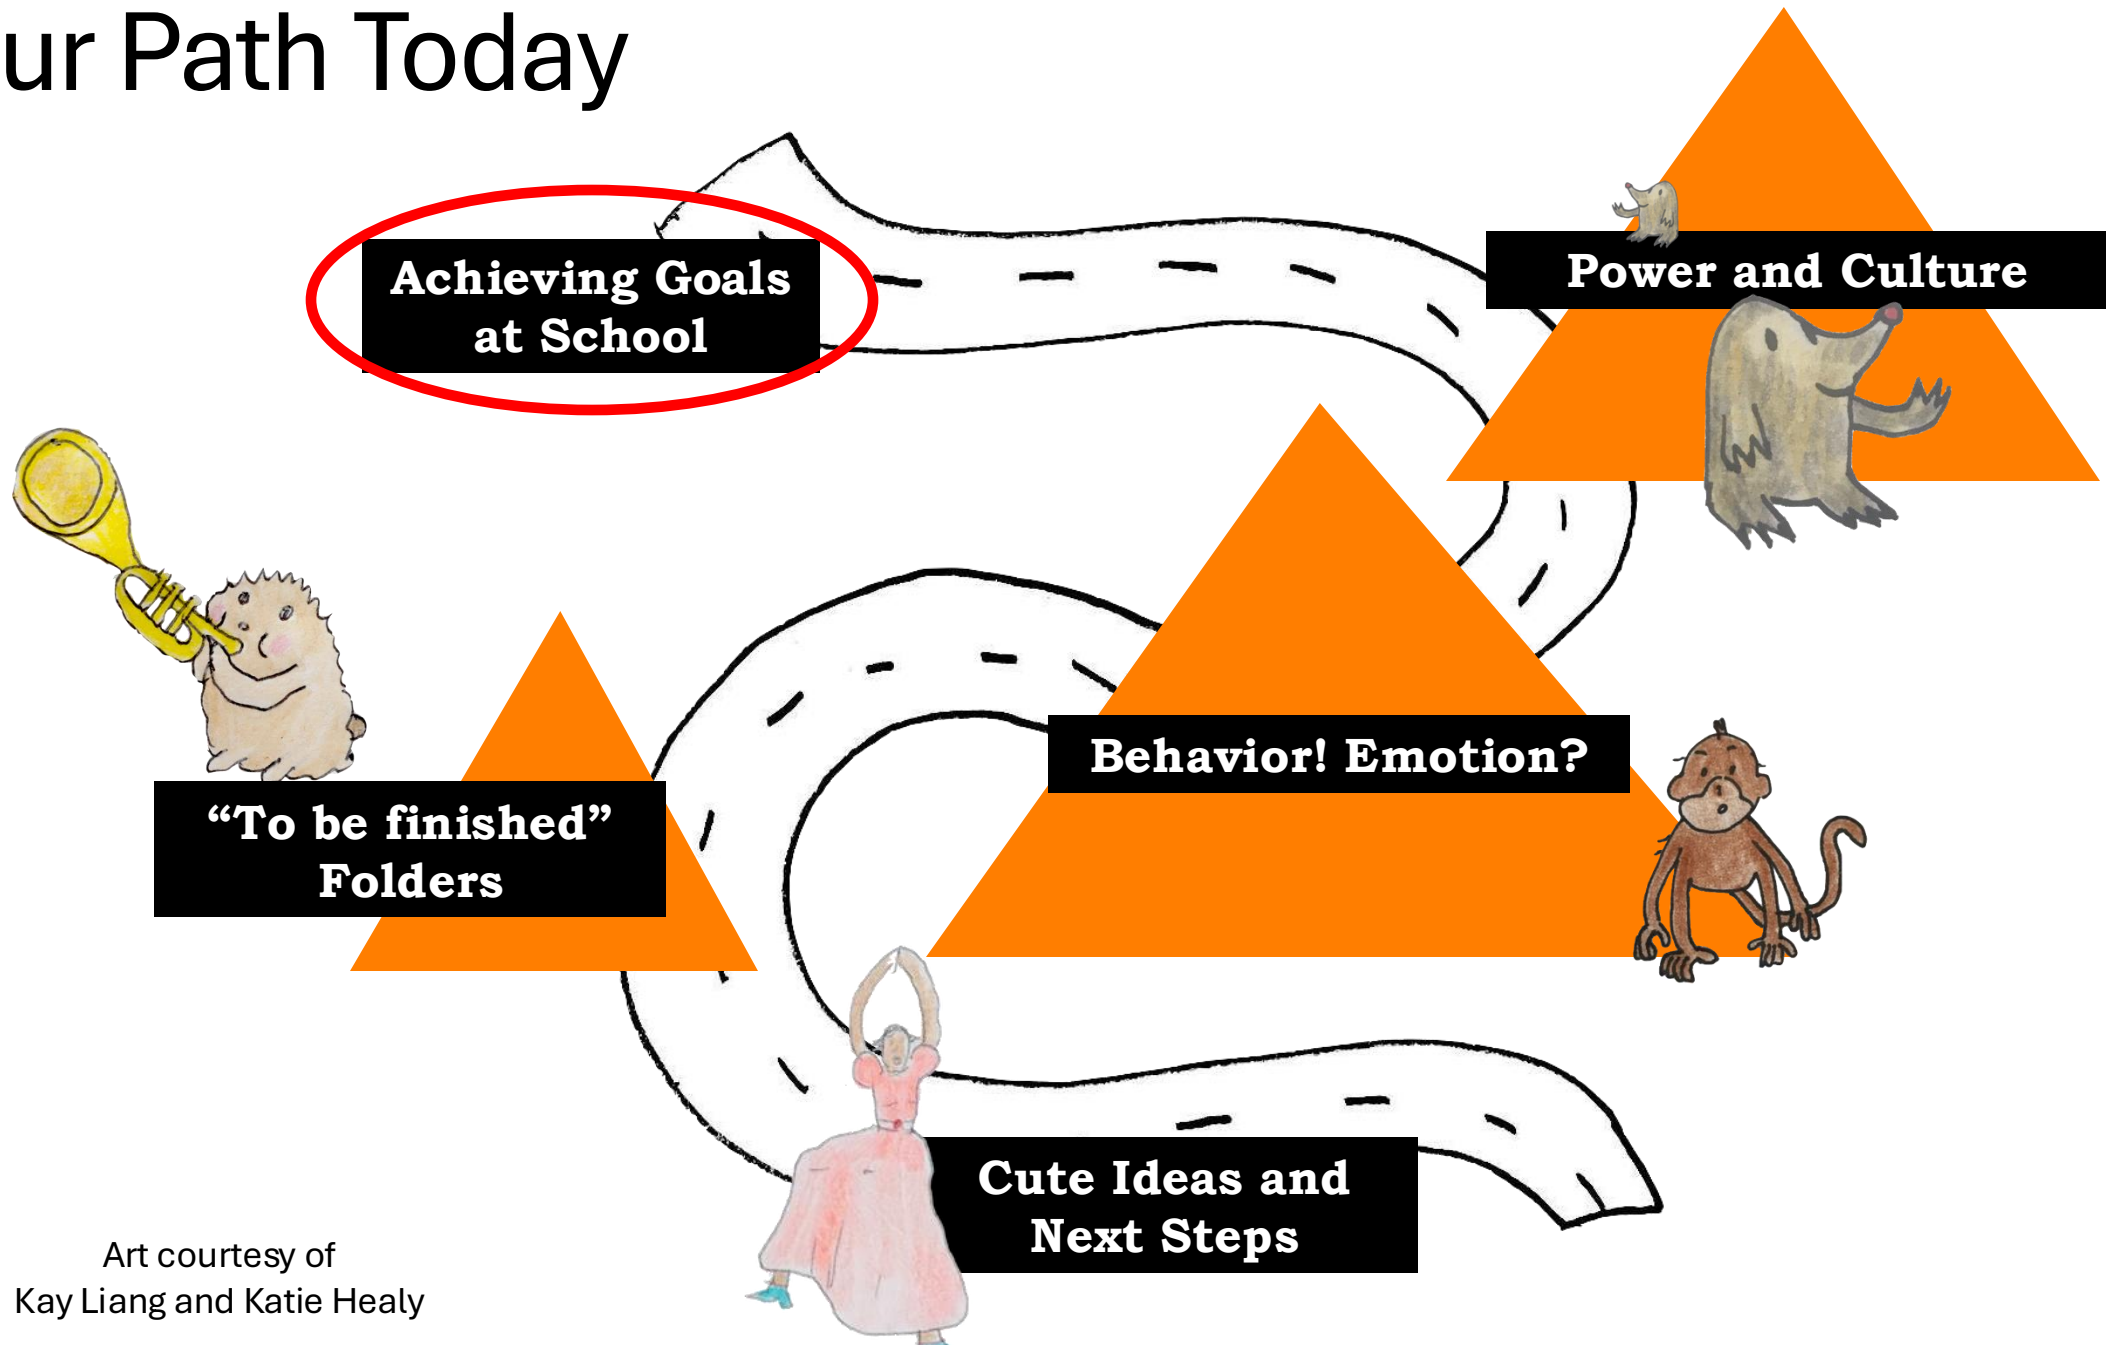 ur Path Today
Achieving Goals
at School
Power and Culture
Behavior! Emotion?
“To be finished”
Folders
Cute Ideas and
Next Steps
Art courtesy of
Kay Liang and Katie Healy